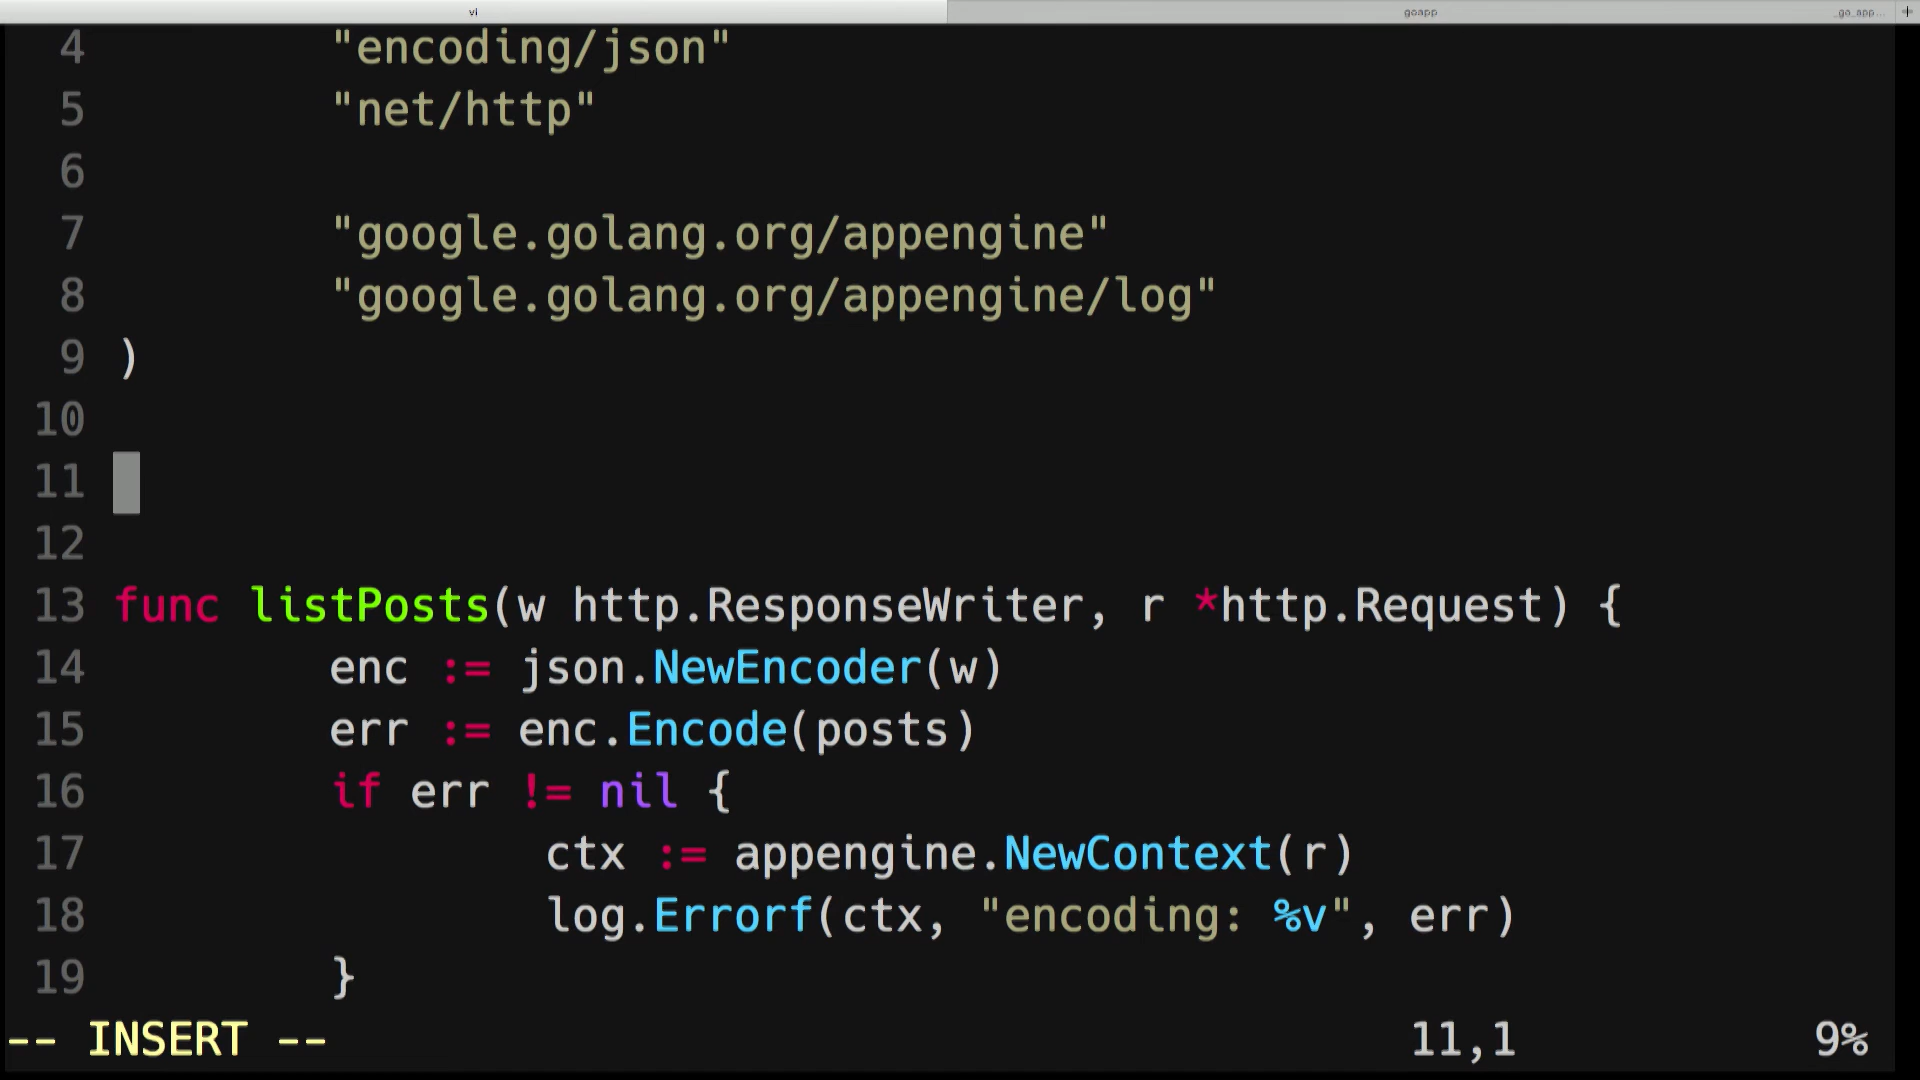 vi goapp _go_app... +
4 "encoding/json"
5 "net/http"
6
7 "google.golang.org/appengine"
8 "google.golang.org/appengine/log"
9 )
10
11
12
13 func listPosts(w http.ResponseWriter, r *http.Request) {
14 enc := json.NewEncoder(w)
15 err := enc.Encode(posts)
16 if err != nil {
17 ctx := appengine.NewContext(r)
18 log.Errorf(ctx, "encoding: %v", err)
19 }
-- INSERT -- 11,1 9%